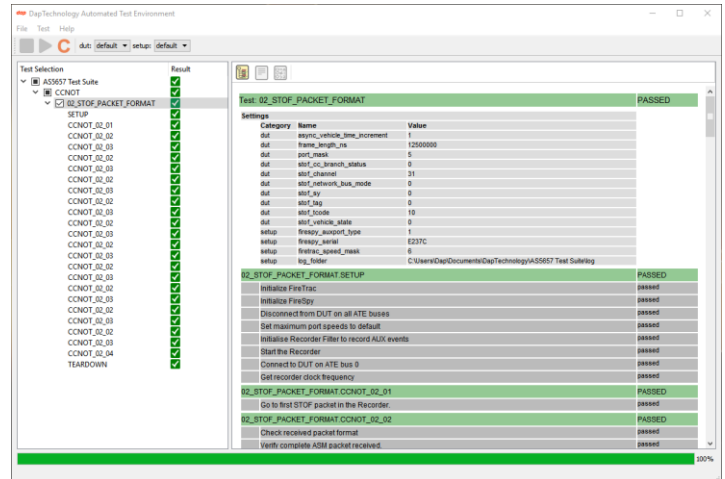 DapTechnology Automated Test Environment
File Test Help
dut: default setup: default
Test Selection Result
AS5657 Test Suite
CCNOT
02_STOF_PACKET_FORMAT
SETUP
CCNOT_02_01
CCNOT_02_02
CCNOT_02_03
CCNOT_02_02
CCNOT_02_03
CCNOT_02_02
CCNOT_02_03
CCNOT_02_02
CCNOT_02_03
CCNOT_02_02
CCNOT_02_03
CCNOT_02_02
CCNOT_02_03
CCNOT_02_02
CCNOT_02_03
CCNOT_02_02
CCNOT_02_03
CCNOT_02_02
CCNOT_02_03
CCNOT_02_02
CCNOT_02_03
CCNOT_02_04
TEARDOWN
Test: 02_STOF_PACKET_FORMAT PASSED
Settings
Category Name Value
dut async_vehicle_time_increment 1
dut frame_length_ns 12500000
dut port_mask 5
dut stof_cc_branch_status 0
dut stof_channel 31
dut stof_network_bus_mode 0
dut stof_sy 0
dut stof_tag 0
dut stof_tcode 10
dut stof_vehicle_state 0
setup firespy_auxport_type 1
setup firespy_serial E237C
setup firetrac_speed_mask 6
setup log_folder C:\Users\Dap\Documents\DapTechnology\AS5657 Test Suite\log
02_STOF_PACKET_FORMAT.SETUP PASSED
Initialize FireTrac passed
Initialize FireSpy passed
Disconnect from DUT on all ATE buses passed
Set maximum port speeds to default passed
Initialise Recorder Filter to record AUX events passed
Start the Recorder passed
Connect to DUT on ATE bus 0 passed
Get recorder clock frequency passed
02_STOF_PACKET_FORMAT.CCNOT_02_01 PASSED
Go to first STOF packet in the Recorder. passed
02_STOF_PACKET_FORMAT.CCNOT_02_02 PASSED
Check received packet format passed
Verify complete ASM packet received. passed
100%